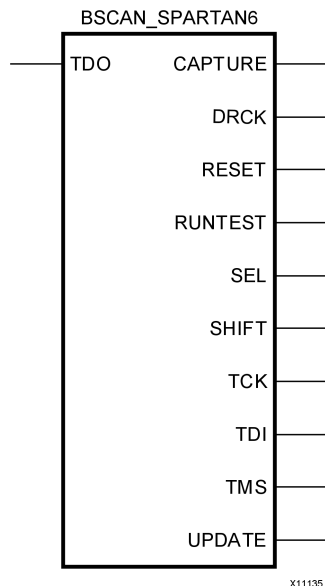 BSCAN_SPARTAN6
TDO CAPTURE
DRCK
RESET
RUNTEST
SEL
SHIFT
TCK
TDI
TMS
UPDATE
X11135